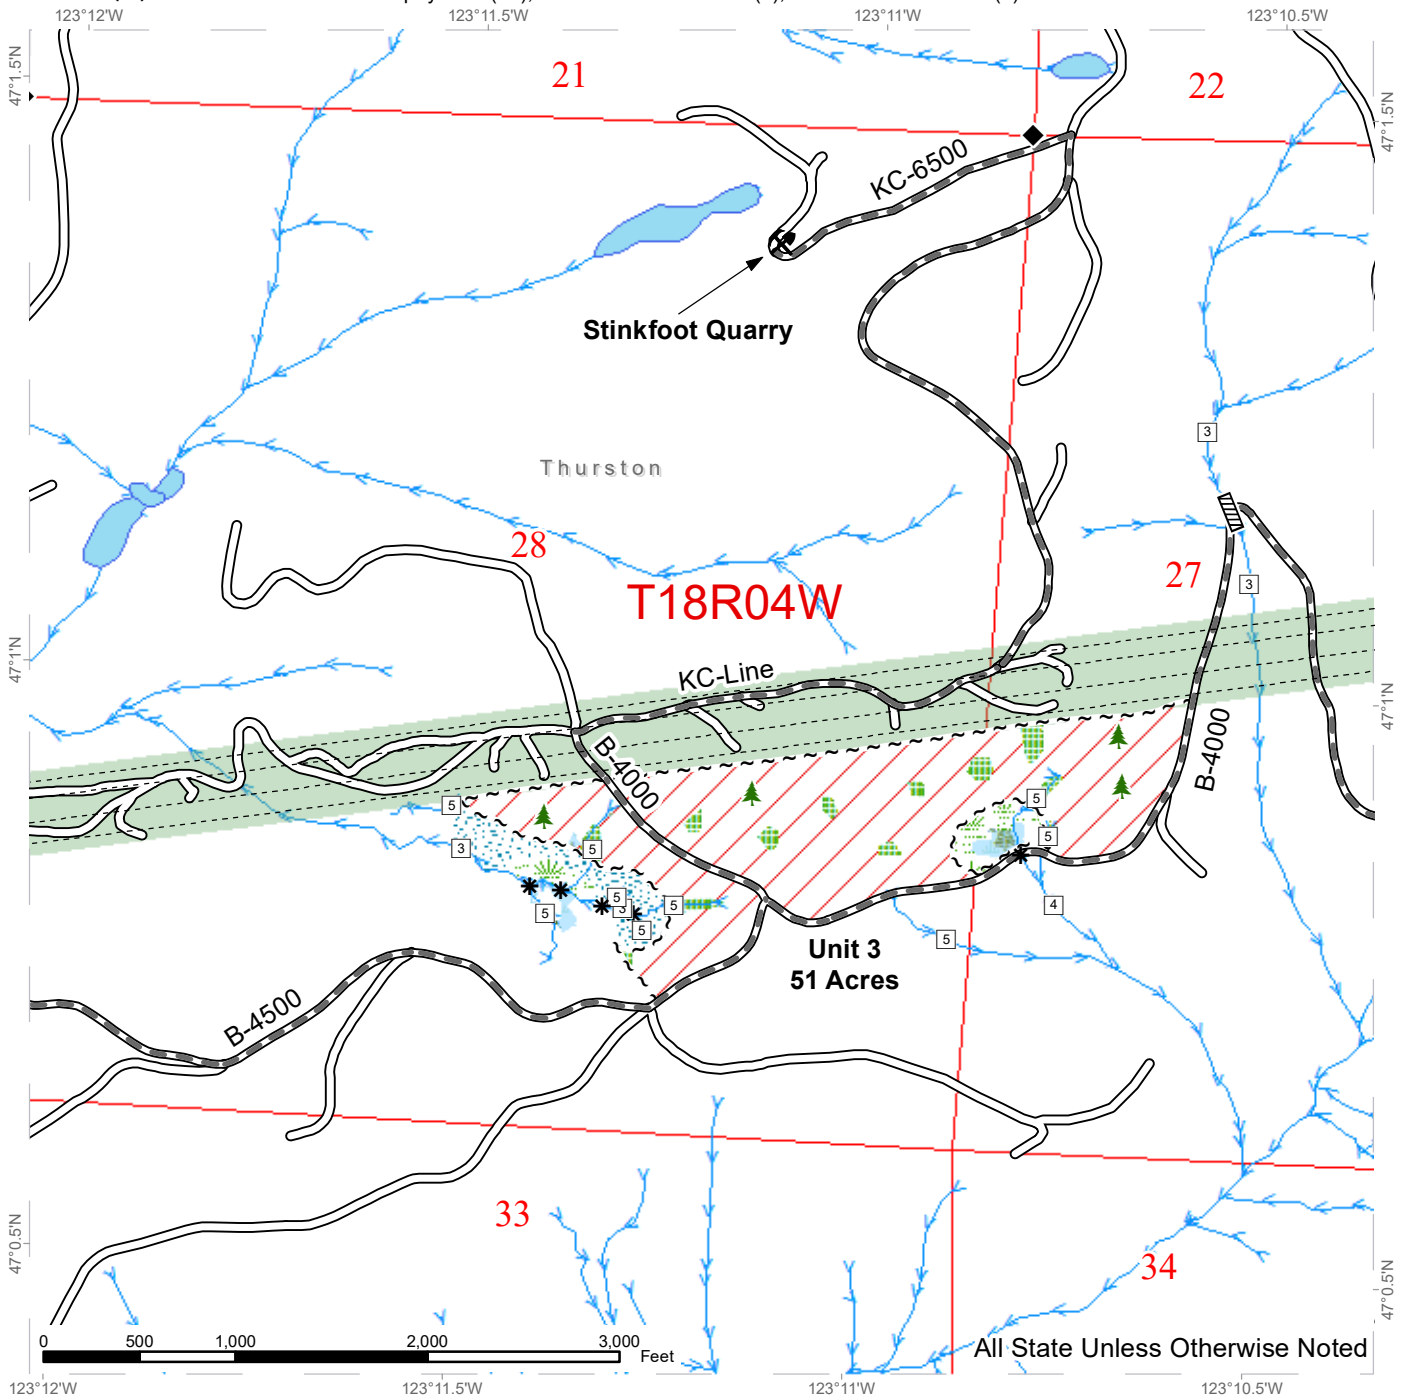 123°12'W
123°11.5'W
123°11'W
123°10.5'W
47°1.5'N
21
22
47°1.5'N
KC-6500
Stinkfoot Quarry
3
Thurston
28
T18R04W
27
3
47°1'N
KC-Line
47°1'N
B-4000
B-4000
5
5
3
5
5
5
3
5
5
5
4
5
Unit 3
51 Acres
B-4500
33
34
47°0.5'N
47°0.5'N
0
500
1,000
2,000
3,000
Feet
All State Unless Otherwise Noted
123°12'W
123°11.5'W
123°11'W
123°10.5'W